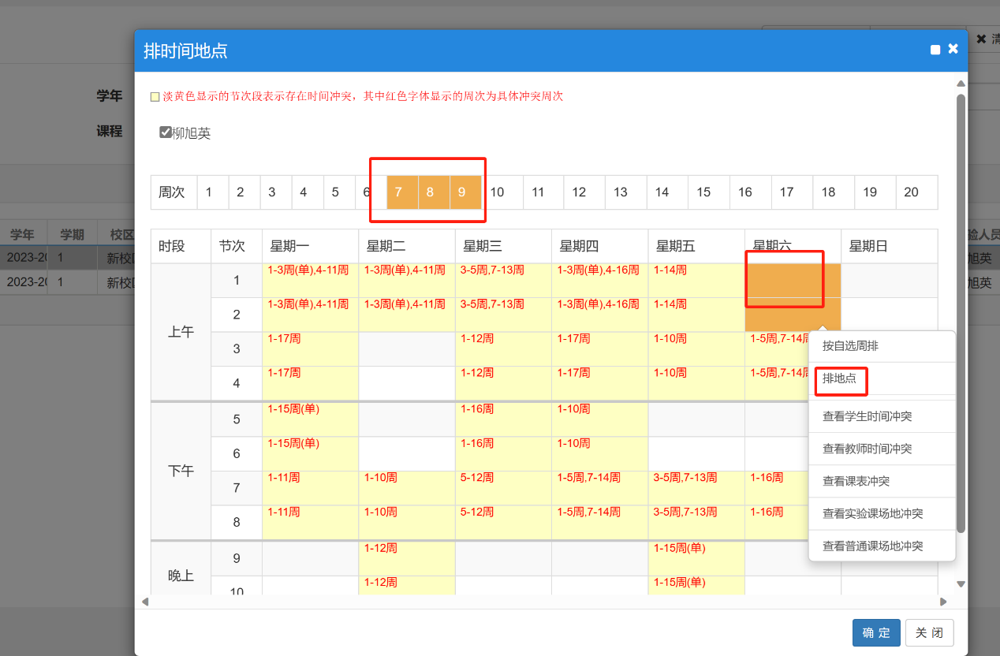 排时间地点
清
学年
课程
淡黄色显示的节次段表示存在时间冲突，其中红色字体显示的周次为具体冲突周次
柳旭英
周次 1 2 3 4 5 6 7 8 9 10 11 12 13 14 15 16 17 18 19 20
学年 学期 校区 验人员
2023-20 1 新校区 旭英
2023-20 1 新校区 旭英
时段 节次 星期一 星期二 星期三 星期四 星期五 星期六 星期日
上午
1 1-3周(单),4-11周 1-3周(单),4-11周 3-5周,7-13周 1-3周(单),4-16周 1-14周
2 1-3周(单),4-11周 1-3周(单),4-11周 3-5周,7-13周 1-3周(单),4-16周 1-14周
3 1-17周 1-12周 1-17周 1-10周 1-5周,7-14周
4 1-17周 1-12周 1-17周 1-10周 1-5周,7-14周
下午
5 1-15周(单) 1-16周 1-10周
6 1-15周(单) 1-16周 1-10周
7 1-11周 1-10周 5-12周 1-5周,7-14周 3-5周,7-13周 1-16周
8 1-11周 1-10周 5-12周 1-5周,7-14周 3-5周,7-13周 1-16周
晚上
9 1-12周 1-15周(单)
10 1-12周 1-15周(单)
按自选周排
排地点
查看学生时间冲突
查看教师时间冲突
查看课表冲突
查看实验课场地冲突
查看普通课场地冲突
确 定
关 闭